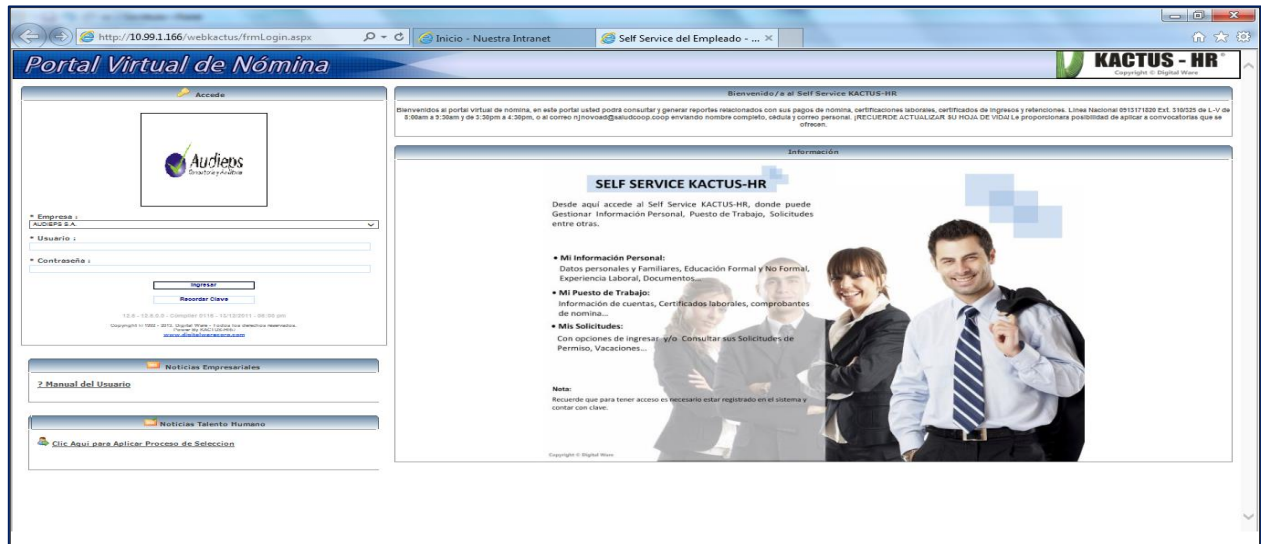 http://10.99.1.166/webkactus/frmLogin.aspx
Inicio - Nuestra Intranet
Self Service del Empleado - ...
Portal Virtual de Nómina
KACTUS - HR
Copyright © Digital Ware
Accede
Audieps
* Empresa :
AUDIEPS S.A.
* Usuario :
* Contraseña :
Ingresar
Recordar Clave
www.digitalwarecorp.com
Noticias Empresariales
? Manual del Usuario
Noticias Talento Humano
Clic Aqui para Aplicar Proceso de Seleccion
Bienvenido/a al Self Service KACTUS-HR
Bienvenidos al portal virtual de nómina, en este portal usted podrá consultar y generar reportes relacionados con sus pagos de nómina, certificaciones laborales, certificados de ingresos y retenciones. Linea Nacional 0313171820 Ext. 310/325 de L-V de
8:00am a 9:30am y de 3:30pm a 4:30pm, o al correo njnovoad@saludcoop.coop enviando nombre completo, cédula y correo personal. ¡RECUERDE ACTUALIZAR SU HOJA DE VIDA! Le proporcionara posibilidad de aplicar a convocatorias que se
ofrecen.
Información
SELF SERVICE KACTUS-HR
Desde aquí accede al Self Service KACTUS-HR, donde puede
Gestionar Información Personal, Puesto de Trabajo, Solicitudes
entre otras.
• Mi Información Personal:
Datos personales y Familiares, Educación Formal y No Formal,
Experiencia Laboral, Documentos...
• Mi Puesto de Trabajo:
Información de cuentas, Certificados laborales, comprobantes
de nomina...
• Mis Solicitudes:
Con opciones de ingresar y/o Consultar sus Solicitudes de
Permiso, Vacaciones...
Nota:
Recuerde que para tener acceso es necesario estar registrado en el sistema y
contar con clave.
Copyright © Digital Ware